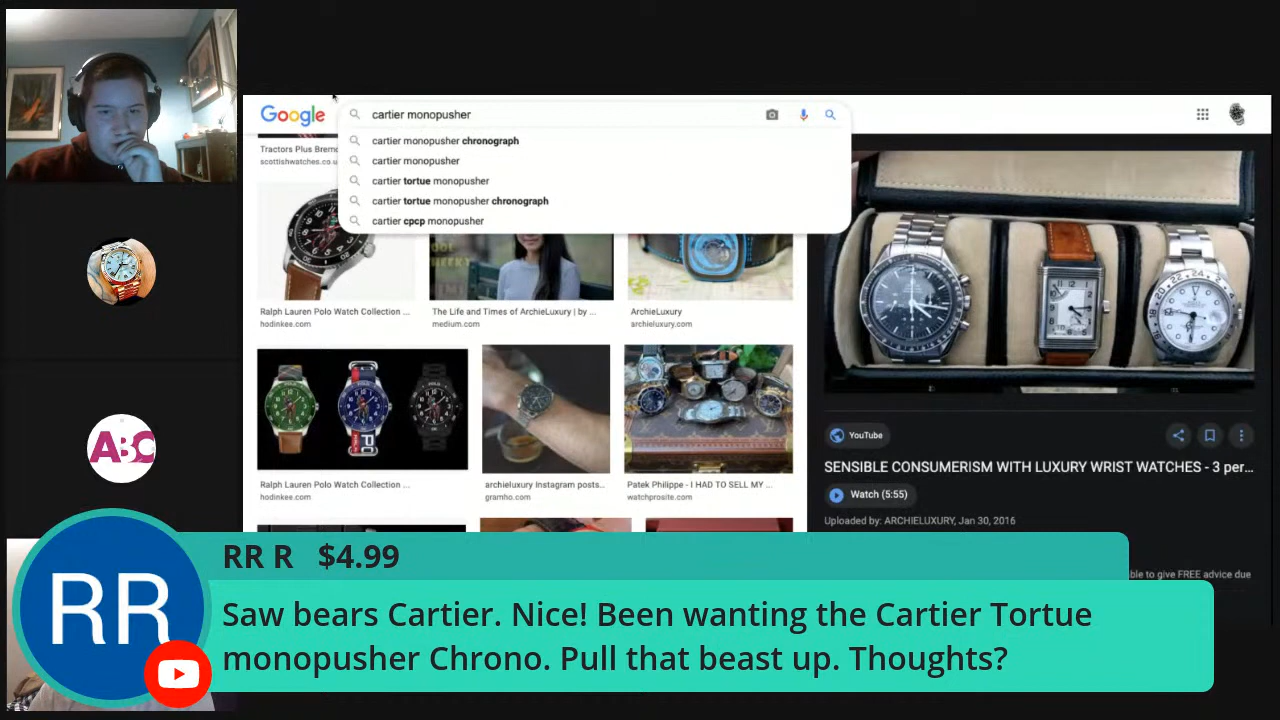 Google
cartier monopusher
cartier monopusher chronograph
cartier monopusher
cartier tortue monopusher
cartier tortue monopusher chronograph
cartier cpcp monopusher
Tractors Plus Bremo
scottishwatches.co.u
Ralph Lauren Polo Watch Collection ...
hodinkee.com
The Life and Times of ArchieLuxury | by ...
medium.com
ArchieLuxury
archieluxury.com
Ralph Lauren Polo Watch Collection ...
hodinkee.com
archieluxury Instagram posts...
gramho.com
Patek Philippe - I HAD TO SELL MY ...
watchprosite.com
YouTube
SENSIBLE CONSUMERISM WITH LUXURY WRIST WATCHES - 3 per...
Watch (5:55)
Uploaded by: ARCHIELUXURY, Jan 30, 2016
ble to give FREE advice due
ABC
RR
RR R $4.99
Saw bears Cartier. Nice! Been wanting the Cartier Tortue
monopusher Chrono. Pull that beast up. Thoughts?